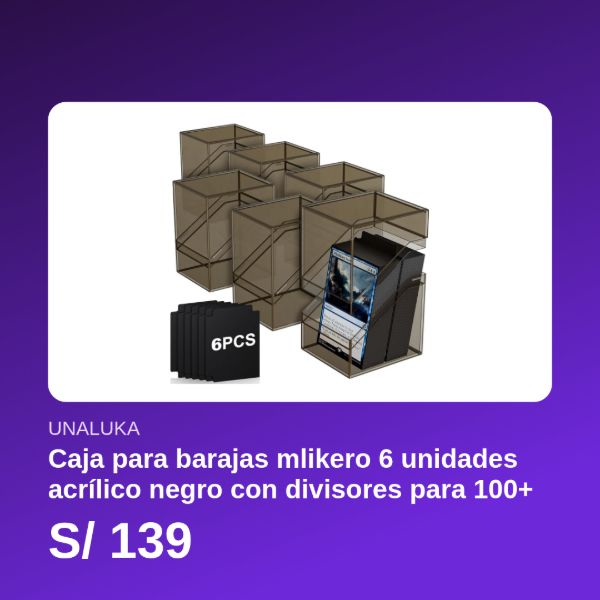 6PCS
UNALUKA
Caja para barajas mlikero 6 unidades
acrílico negro con divisores para 100+
S/ 139